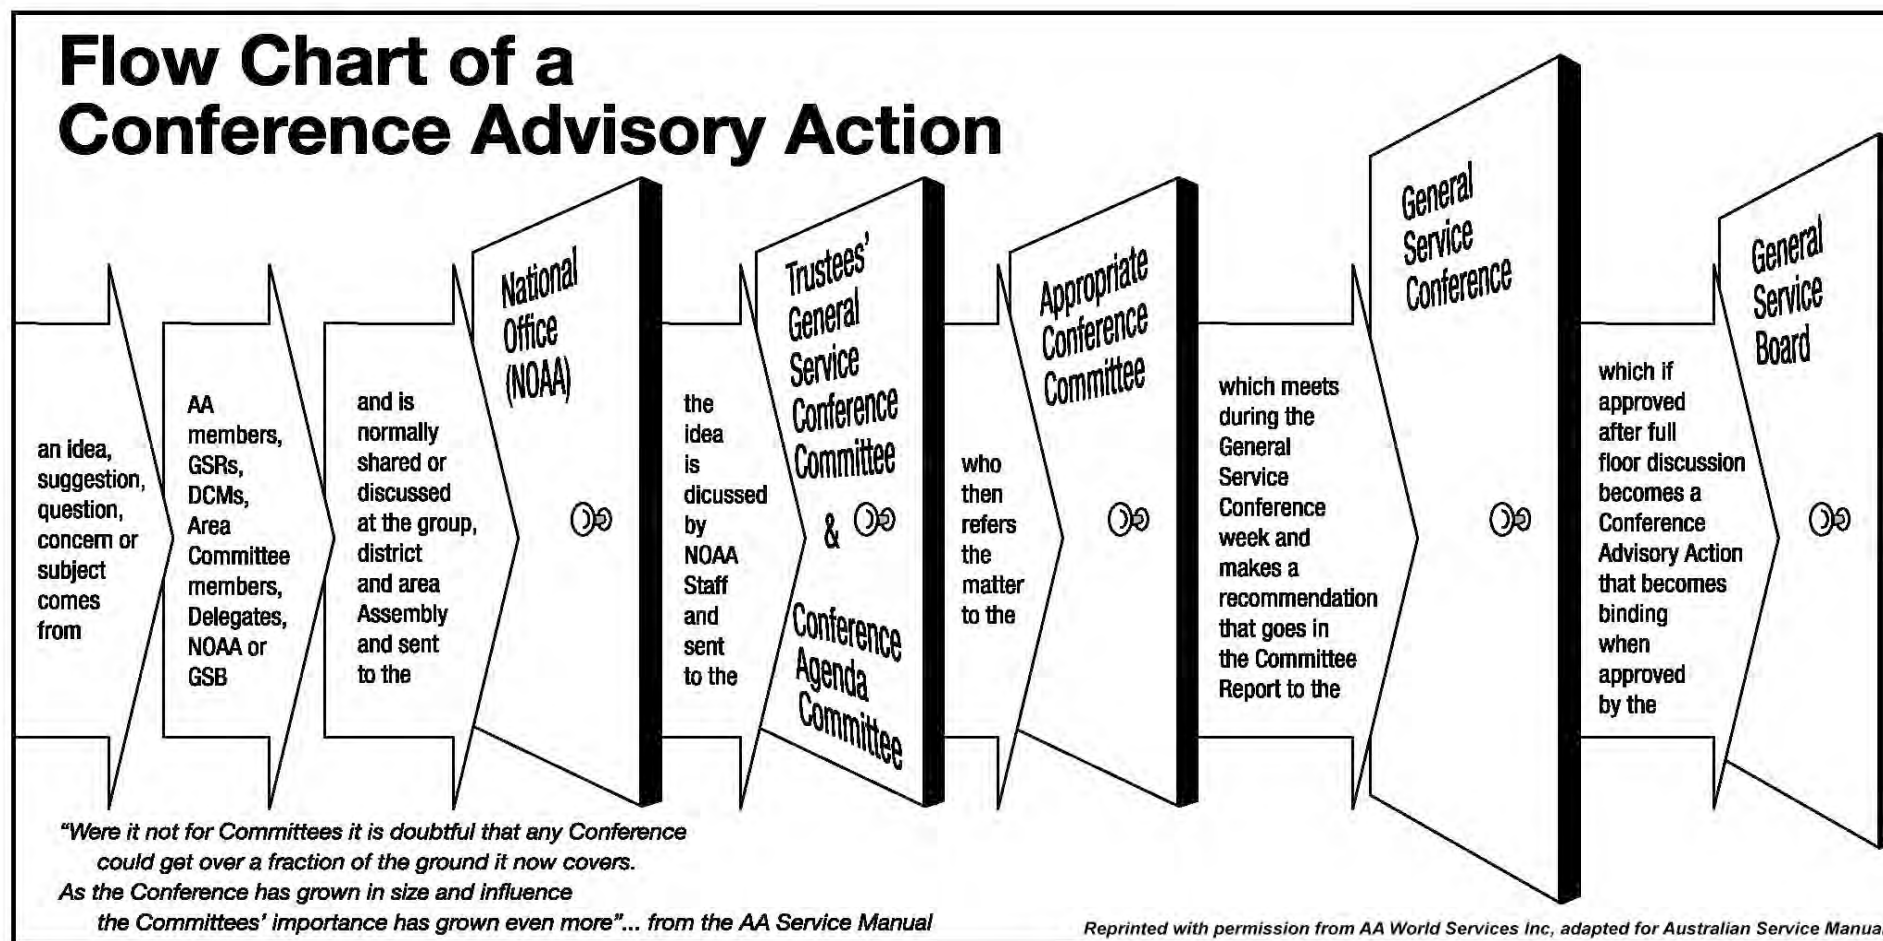 Flow Chart of a
Conference Advisory Action
an idea,
suggestion,
question,
concern or
subject
comes
from
AA
members,
GSRs,
DCMs,
Area
Committee
members,
Delegates,
NOAA or
GSB
and is
normally
shared or
discussed
at the group,
district
and area
Assembly
and sent
to the
National
Office
(NOAA)
the
idea
is
dicussed
by
NOAA
Staff
and
sent
to the
Trustees’
General
Service
Conference
Committee
&
Conference
Agenda
Committee
who
then
refers
the
matter
to the
Appropriate
Conference
Committee
which meets
during the
General
Service
Conference
week and
makes a
recommendation
that goes in
the Committee
Report to the
General
Service
Conference
which if
approved
after full
floor discussion
becomes a
Conference
Advisory Action
that becomes
binding
when
approved
by the
General
Service
Board
“Were it not for Committees it is doubtful that any Conference
could get over a fraction of the ground it now covers.
As the Conference has grown in size and influence
the Committees’ importance has grown even more”... from the AA Service Manual
Reprinted with permission from AA World Services Inc, adapted for Australian Service Manual